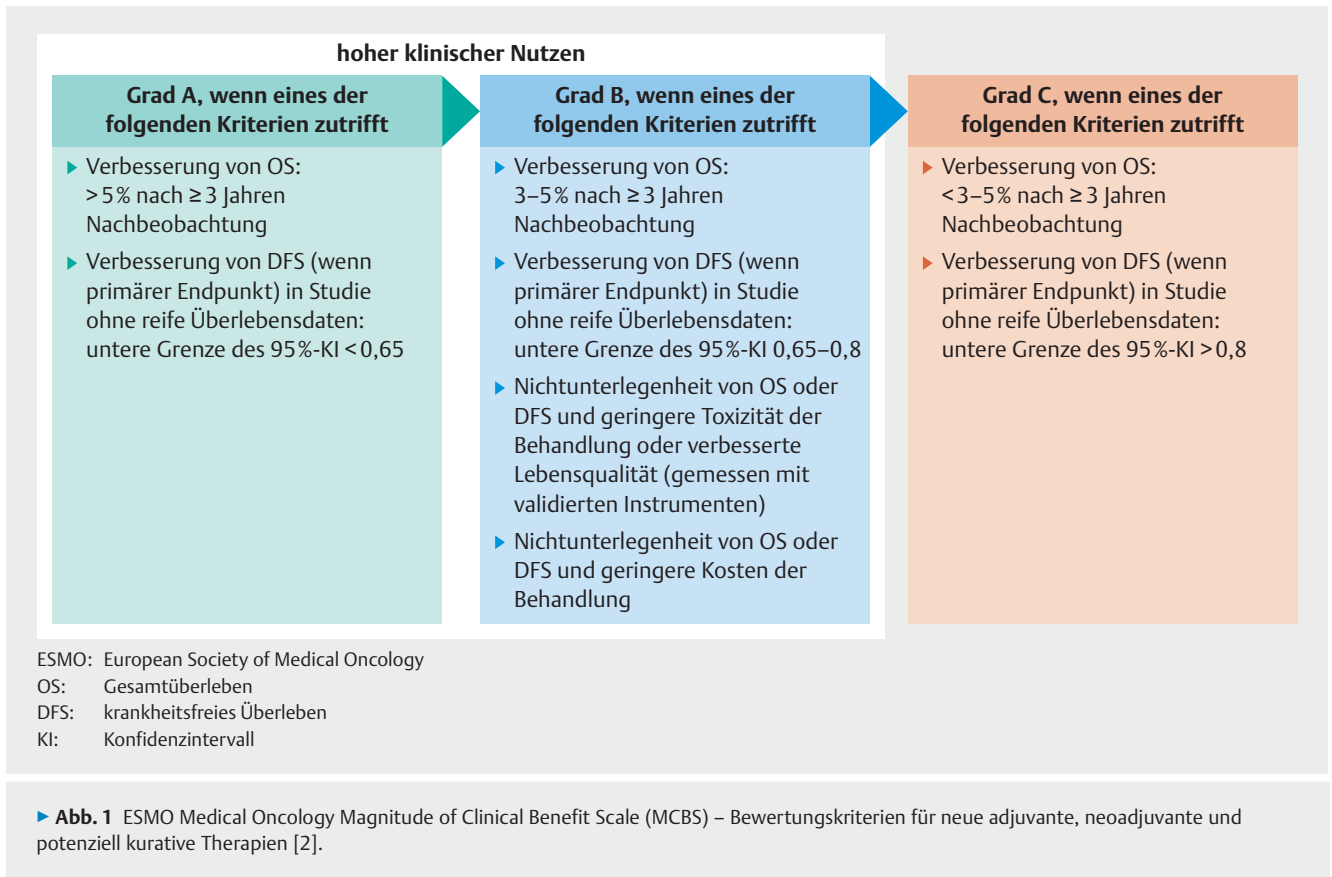 hoher klinischer Nutzen
Grad A, wenn eines der
folgenden Kriterien zutrifft
▶ Verbesserung von OS:
>5% nach ≥3 Jahren
Nachbeobachtung
▶ Verbesserung von DFS (wenn
primärer Endpunkt) in Studie
ohne reife Überlebensdaten:
untere Grenze des 95%-KI <0,65
Grad B, wenn eines der
folgenden Kriterien zutrifft
▶ Verbesserung von OS:
3–5% nach ≥3 Jahren
Nachbeobachtung
▶ Verbesserung von DFS (wenn
primärer Endpunkt) in Studie
ohne reife Überlebensdaten:
untere Grenze des 95%-KI 0,65–0,8
▶ Nichtunterlegenheit von OS oder
DFS und geringere Toxizität der
Behandlung oder verbesserte
Lebensqualität (gemessen mit
validierten Instrumenten)
▶ Nichtunterlegenheit von OS oder
DFS und geringere Kosten der
Behandlung
Grad C, wenn eines der
folgenden Kriterien zutrifft
▶ Verbesserung von OS:
<3–5% nach ≥3 Jahren
Nachbeobachtung
▶ Verbesserung von DFS (wenn
primärer Endpunkt) in Studie
ohne reife Überlebensdaten:
untere Grenze des 95%-KI >0,8
ESMO: European Society of Medical Oncology
OS: Gesamtüberleben
DFS: krankheitsfreies Überleben
KI: Konfidenzintervall
▶ Abb. 1 ESMO Medical Oncology Magnitude of Clinical Benefit Scale (MCBS) – Bewertungskriterien für neue adjuvante, neoadjuvante und
potenziell kurative Therapien [2].